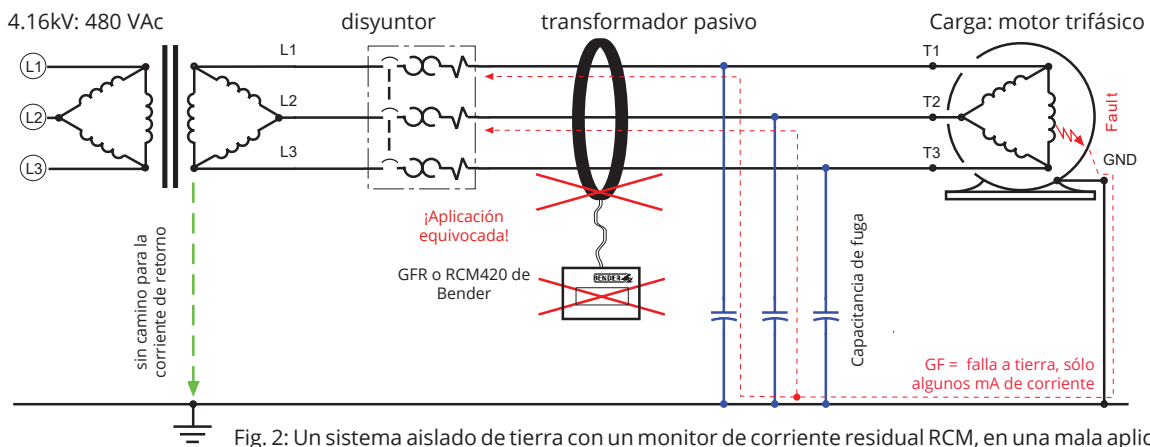 4.16kV: 480 VAc
disyuntor
transformador pasivo
Carga: motor trifásico
L1
L1
T1
L2
L2
T2
L3
L3
T3
Fault
GND
sin camino para la
corriente de retorno
¡Aplicación
equivocada!
GFR o RCM420 de
Bender
BENDER
Capacitancia de fuga
GF = falla a tierra, sólo
algunos mA de corriente
Fig. 2: Un sistema aislado de tierra con un monitor de corriente residual RCM, en una mala aplic